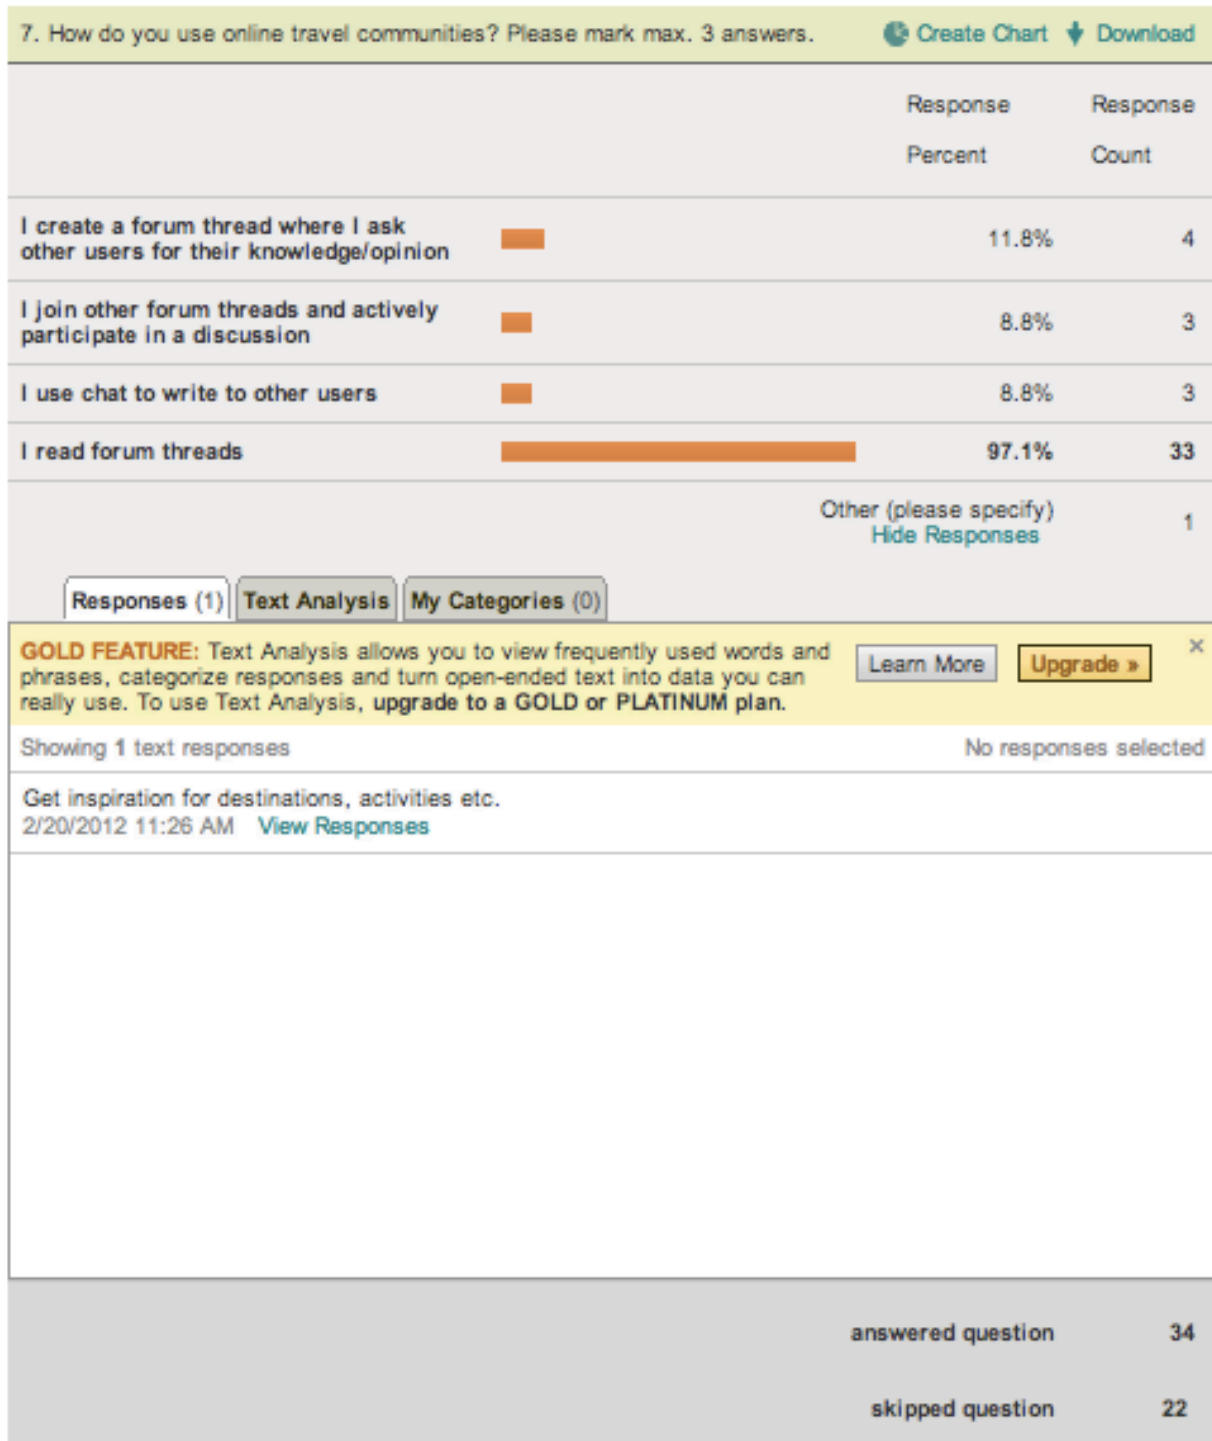 7. How do you use online travel communities? Please mark max. 3 answers. Create Chart Download
Response Response
Percent Count
I create a forum thread where I ask
other users for their knowledge/opinion 11.8% 4
I join other forum threads and actively
participate in a discussion 8.8% 3
I use chat to write to other users 8.8% 3
I read forum threads 97.1% 33
Other (please specify) 1
Hide Responses
Responses (1) Text Analysis My Categories (0)
GOLD FEATURE: Text Analysis allows you to view frequently used words and
phrases, categorize responses and turn open-ended text into data you can
really use. To use Text Analysis, upgrade to a GOLD or PLATINUM plan.
Learn More Upgrade » ×
Showing 1 text responses No responses selected
Get inspiration for destinations, activities etc.
2/20/2012 11:26 AM View Responses
answered question 34
skipped question 22